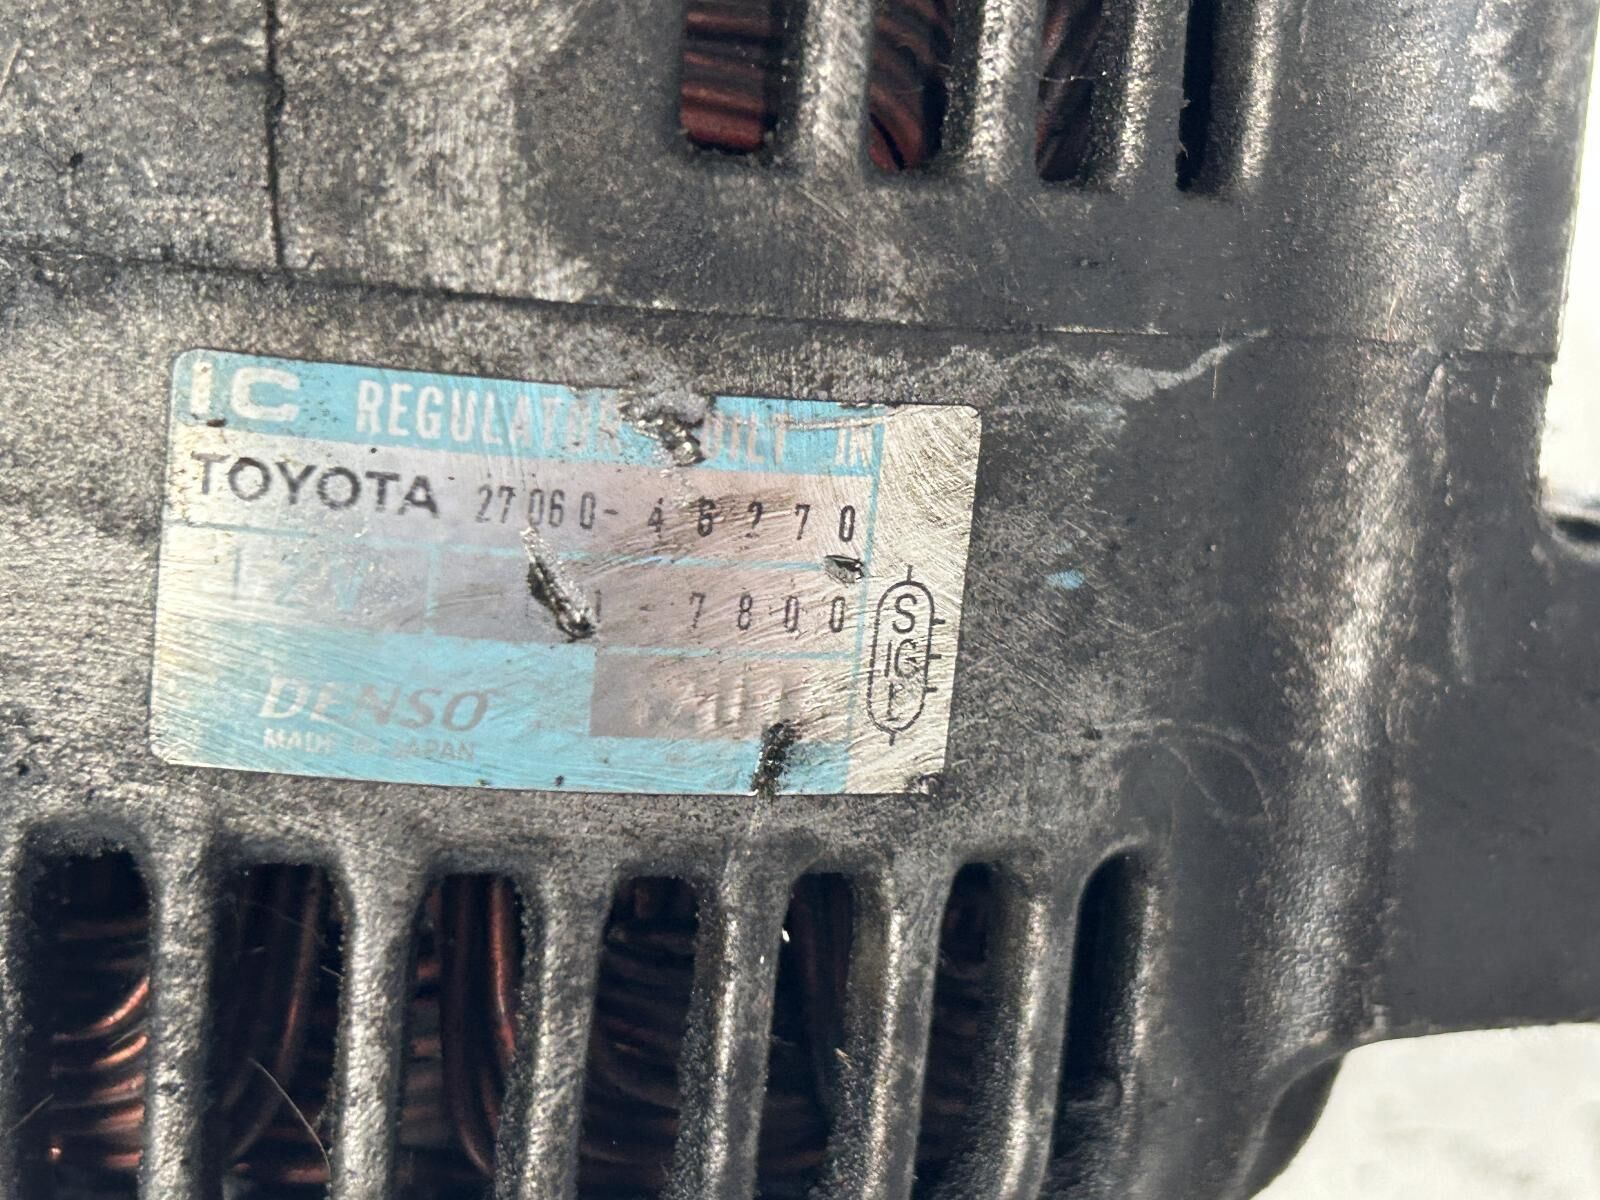 IC REGULATOR BUILT IN
TOYOTA 27060-46270
12V 7800
DENSO
MADE IN JAPAN
S
IG
L